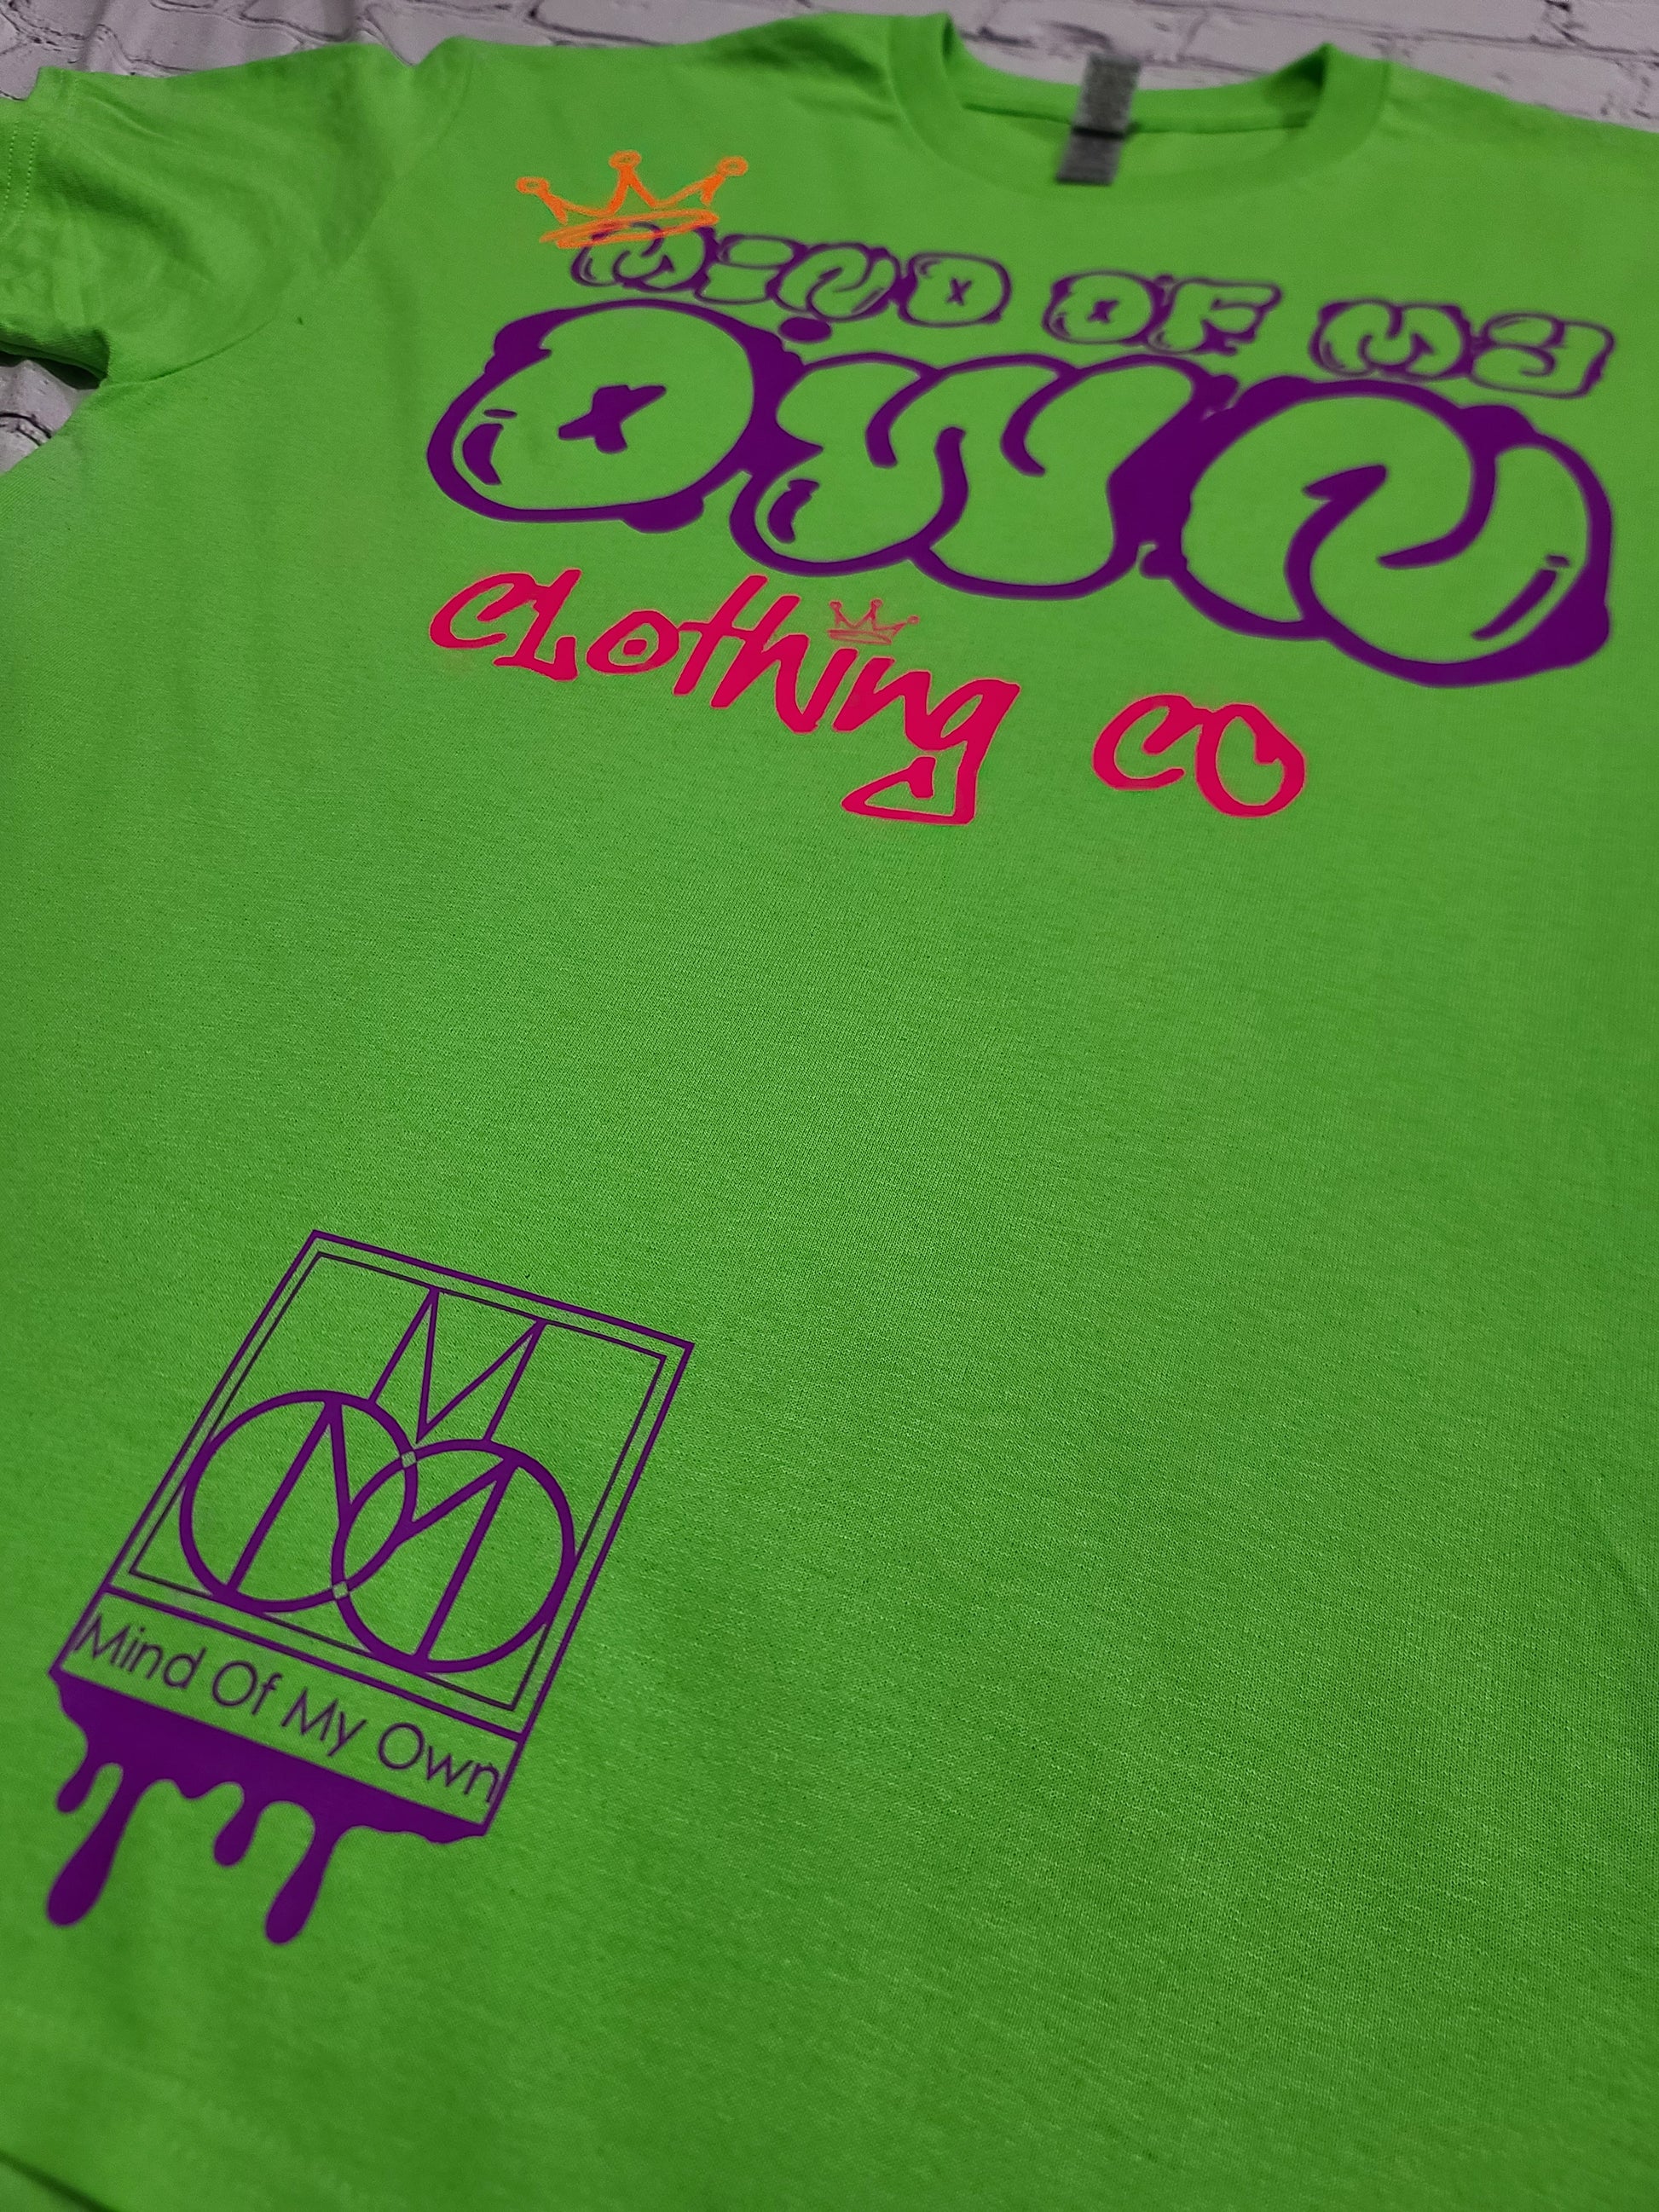 MiND OF MY
OWN
CLothing CO
M
M
Mind Of My Own